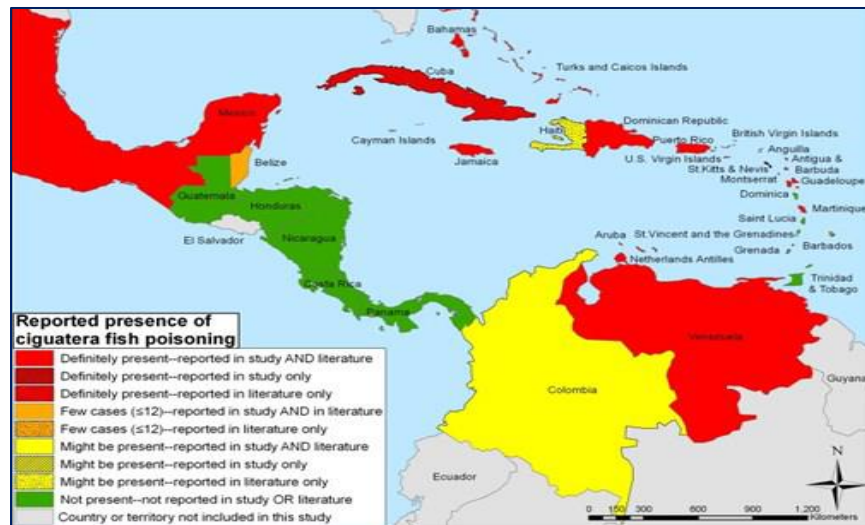 Bahamas
Turks and Caicos Islands
Cuba
Mexico
Cayman Islands
Haiti
Dominican Republic
Jamaica
Puerto Rico
British Virgin Islands
Anguilla
U.S. Virgin Islands
Antigua &
Barbuda
St.Kitts & Nevis
Montserrat
Guadeloupe
Belize
Dominica
Guatemala
Honduras
Martinique
Saint Lucia
El Salvador
Nicaragua
Aruba
St.Vincent and the Grenadines
Barbados
Grenada
Netherlands Antilles
Costa Rica
Trinidad
& Tobago
Panama
Venezuela
Guyana
Colombia
Ecuador
Reported presence of
ciguatera fish poisoning
Definitely present--reported in study AND literature
Definitely present--reported in study only
Definitely present--reported in literature only
Few cases (≤12)--reported in study AND in literature
Few cases (≤12)--reported in literature only
Might be present--reported in study AND literature
Might be present--reported in study only
Might be present--reported in literature only
Not present--not reported in study OR literature
Country or territory not included in this study
N
0 150 300 600 900 1,200
Kilometers